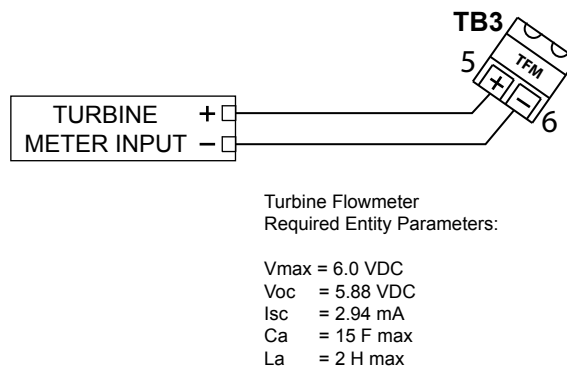 TB3
5
TFM
+ −
6
TURBINE +
METER INPUT −
Turbine Flowmeter
Required Entity Parameters:
Vmax = 6.0 VDC
Voc = 5.88 VDC
Isc = 2.94 mA
Ca = 15 F max
La = 2 H max